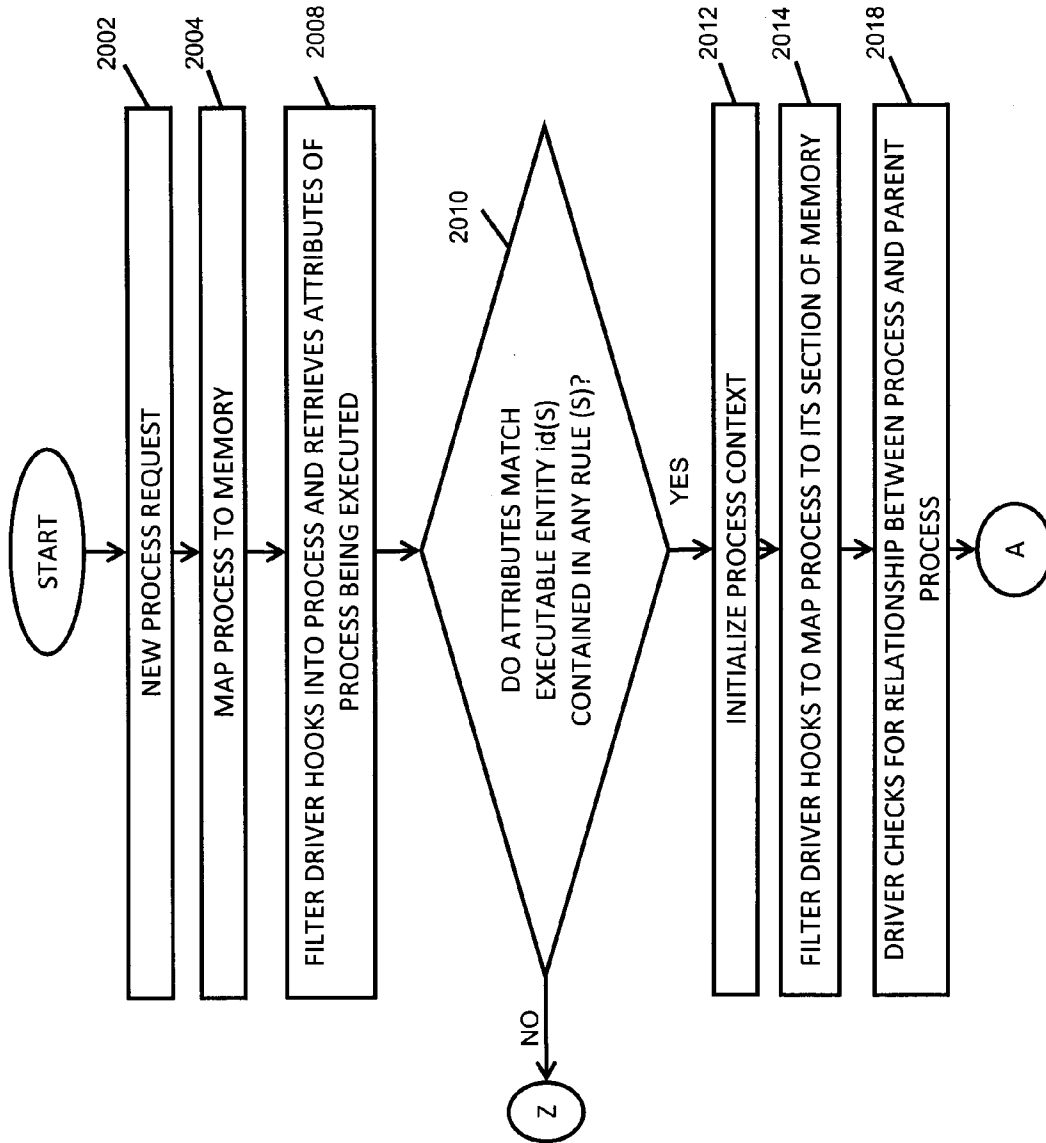 START
NEW PROCESS REQUEST
2002
MAP PROCESS TO MEMORY
2004
FILTER DRIVER HOOKS INTO PROCESS AND RETRIEVES ATTRIBUTES OF
PROCESS BEING EXECUTED
2008
DO ATTRIBUTES MATCH
EXECUTABLE ENTITY id(S)
CONTAINED IN ANY RULE (S)?
2010
NO
Z
YES
INITIALIZE PROCESS CONTEXT
2012
FILTER DRIVER HOOKS TO MAP PROCESS TO ITS SECTION OF MEMORY
2014
DRIVER CHECKS FOR RELATIONSHIP BETWEEN PROCESS AND PARENT
PROCESS
2018
A